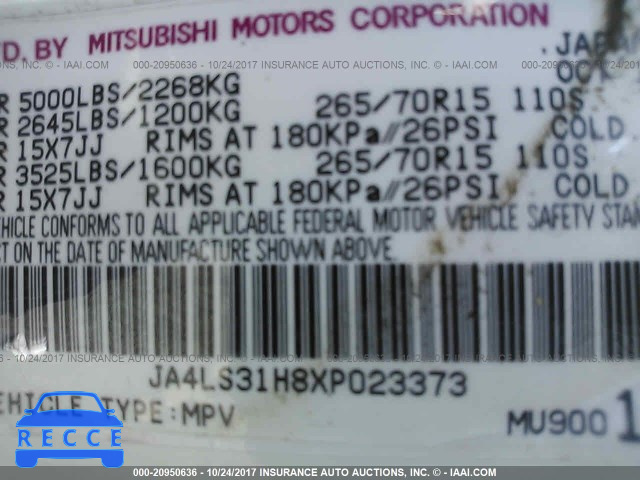 000-20950636 - 10/24/2017 INSURANCE AUTO AUCTIONS INC. ©, - IAAI.COM
BY MITSUBISHI MOTORS CORPORATION
5000LBS/2268KG
OCT
2645LBS/1200KG 265/70R15 110S
15X7JJ RIMS AT 180KPa//26PSI COLD
3525LBS/1600KG 265/70R15 110S
15X7JJ RIMS AT 180KPa//26PSI COLD
CONFORMS TO ALL APPLICABLE FEDERAL MOTOR VEHICLE SAFETY
ON THE DATE OF MANUFACTURE SHOWN ABOVE.
JA4LS31H8XP023373
TYPE:MPV
MU900
RECCE
000-20950636 - 10/24/2017 INSURANCE AUTO AUCTIONS INC. ©, - IAAI.COM